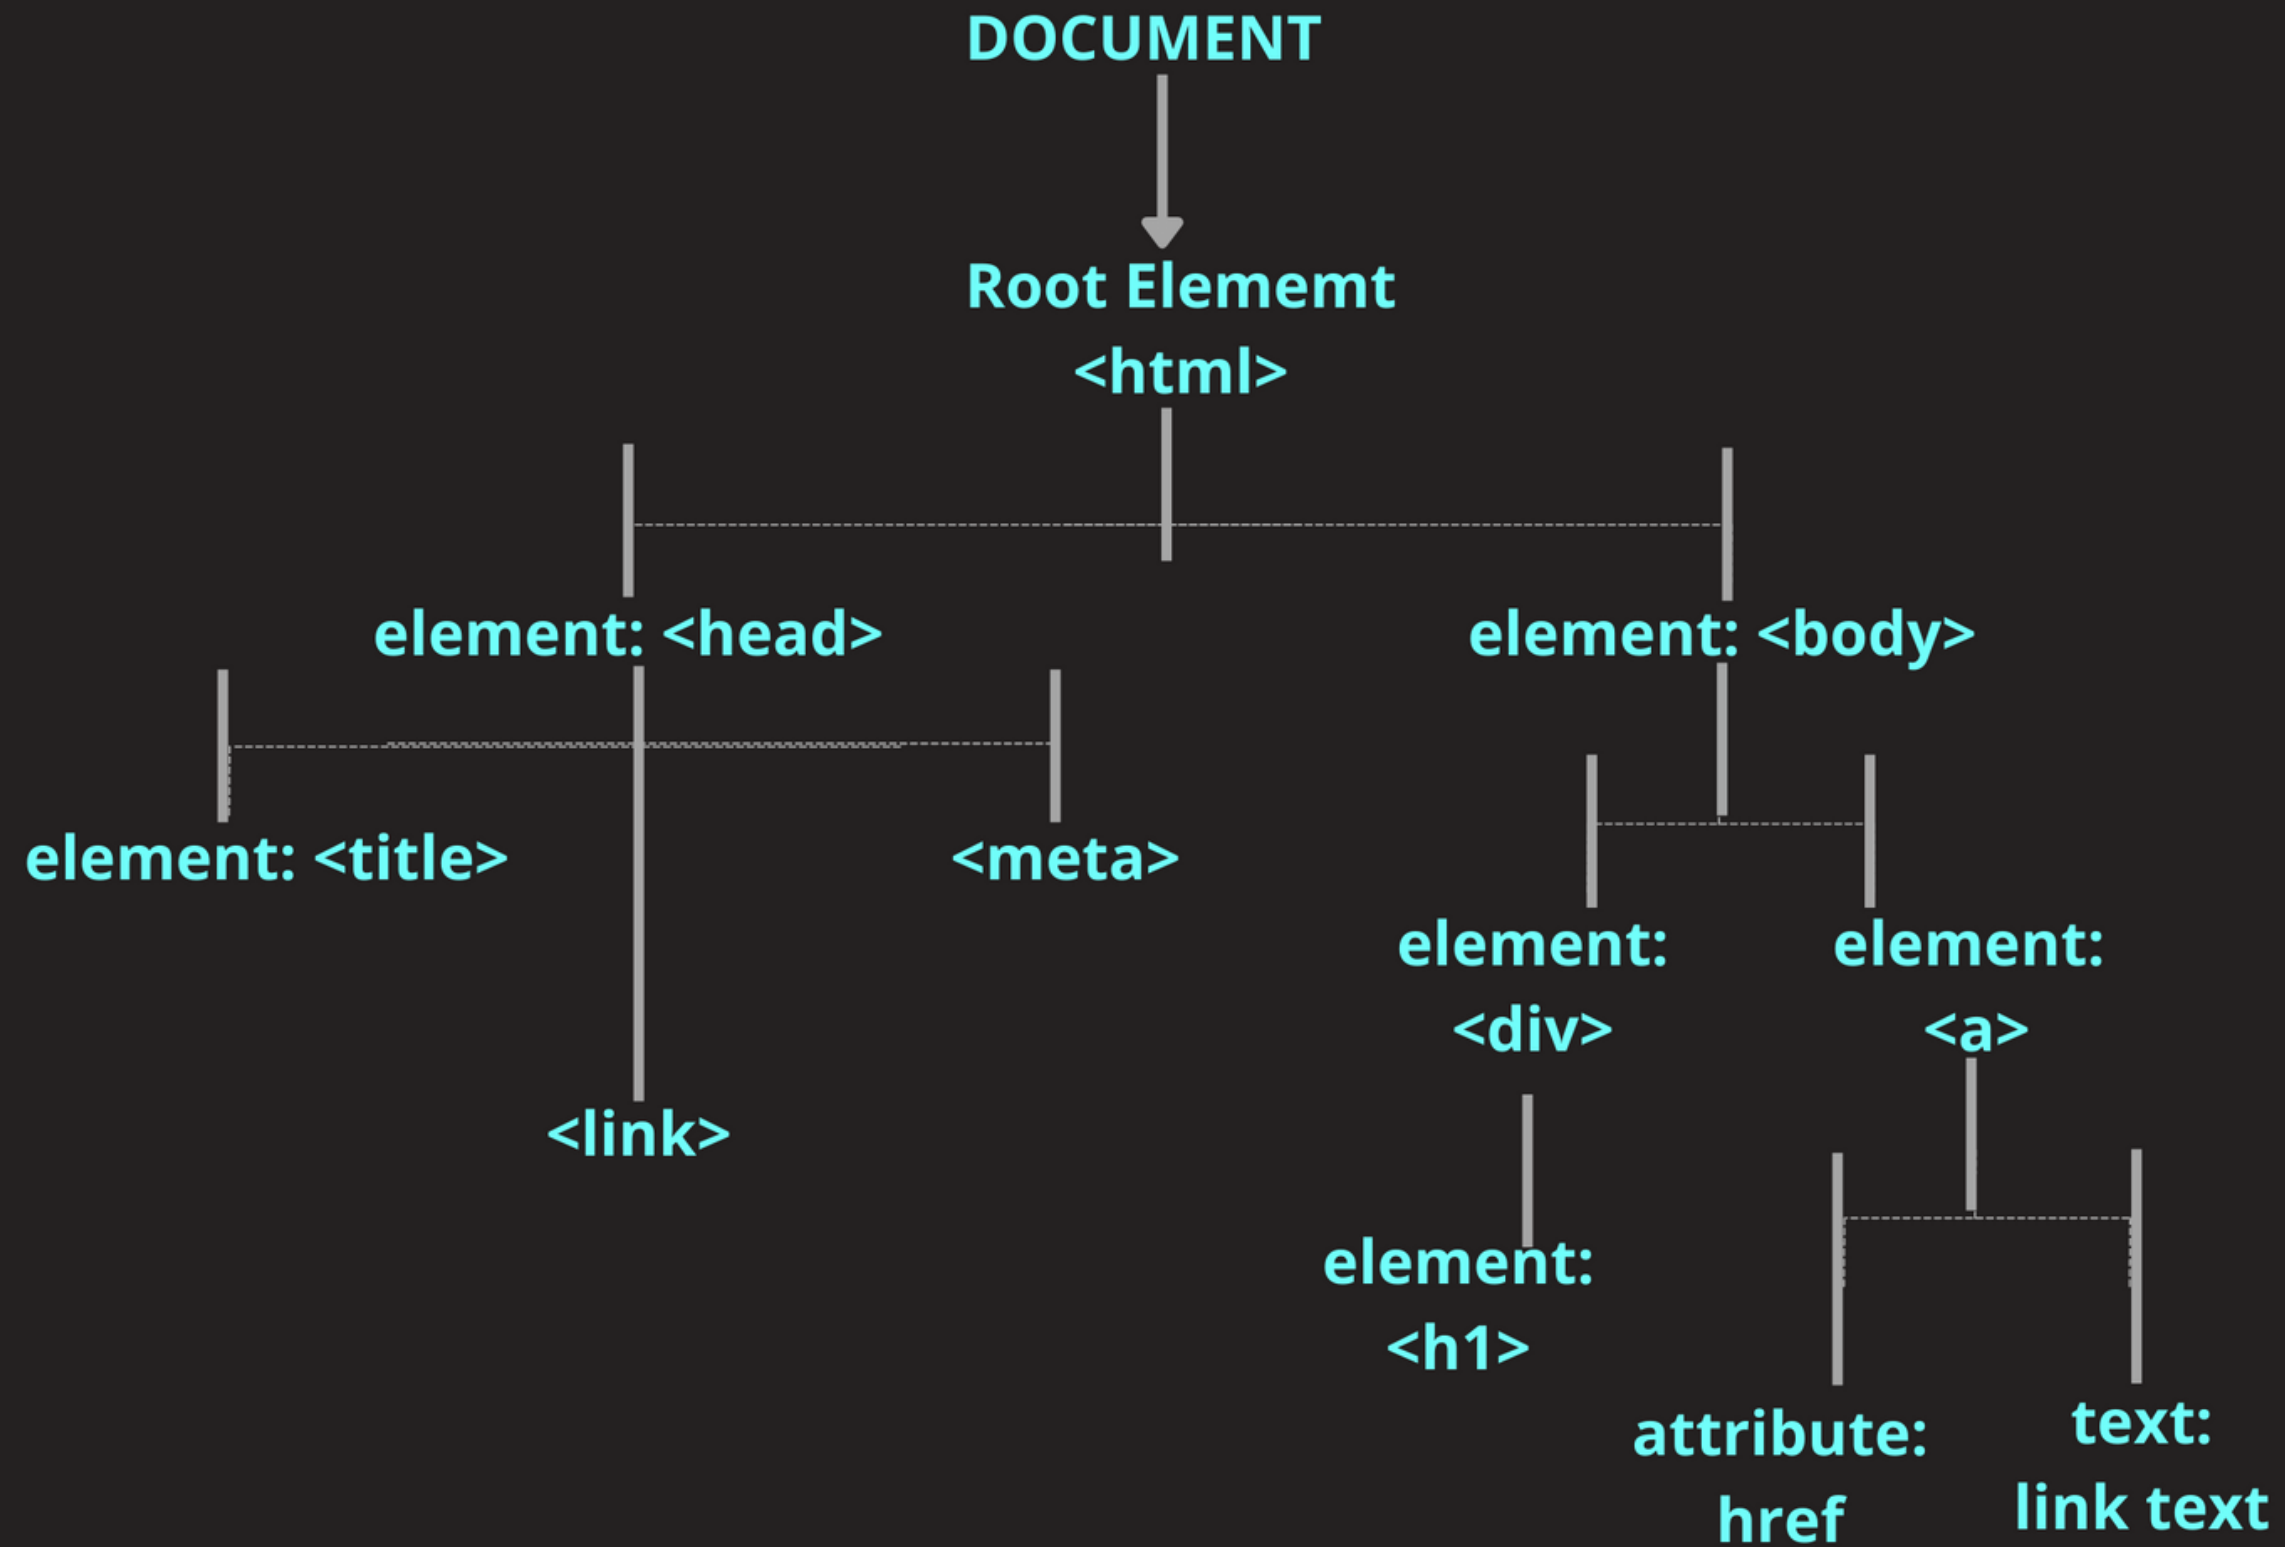 DOCUMENT
Root Elememt
<html>
element: <head>
element: <body>
element: <title>
<meta>
element:
<div>
element:
<a>
<link>
element:
<h1>
attribute:
href
text:
link text